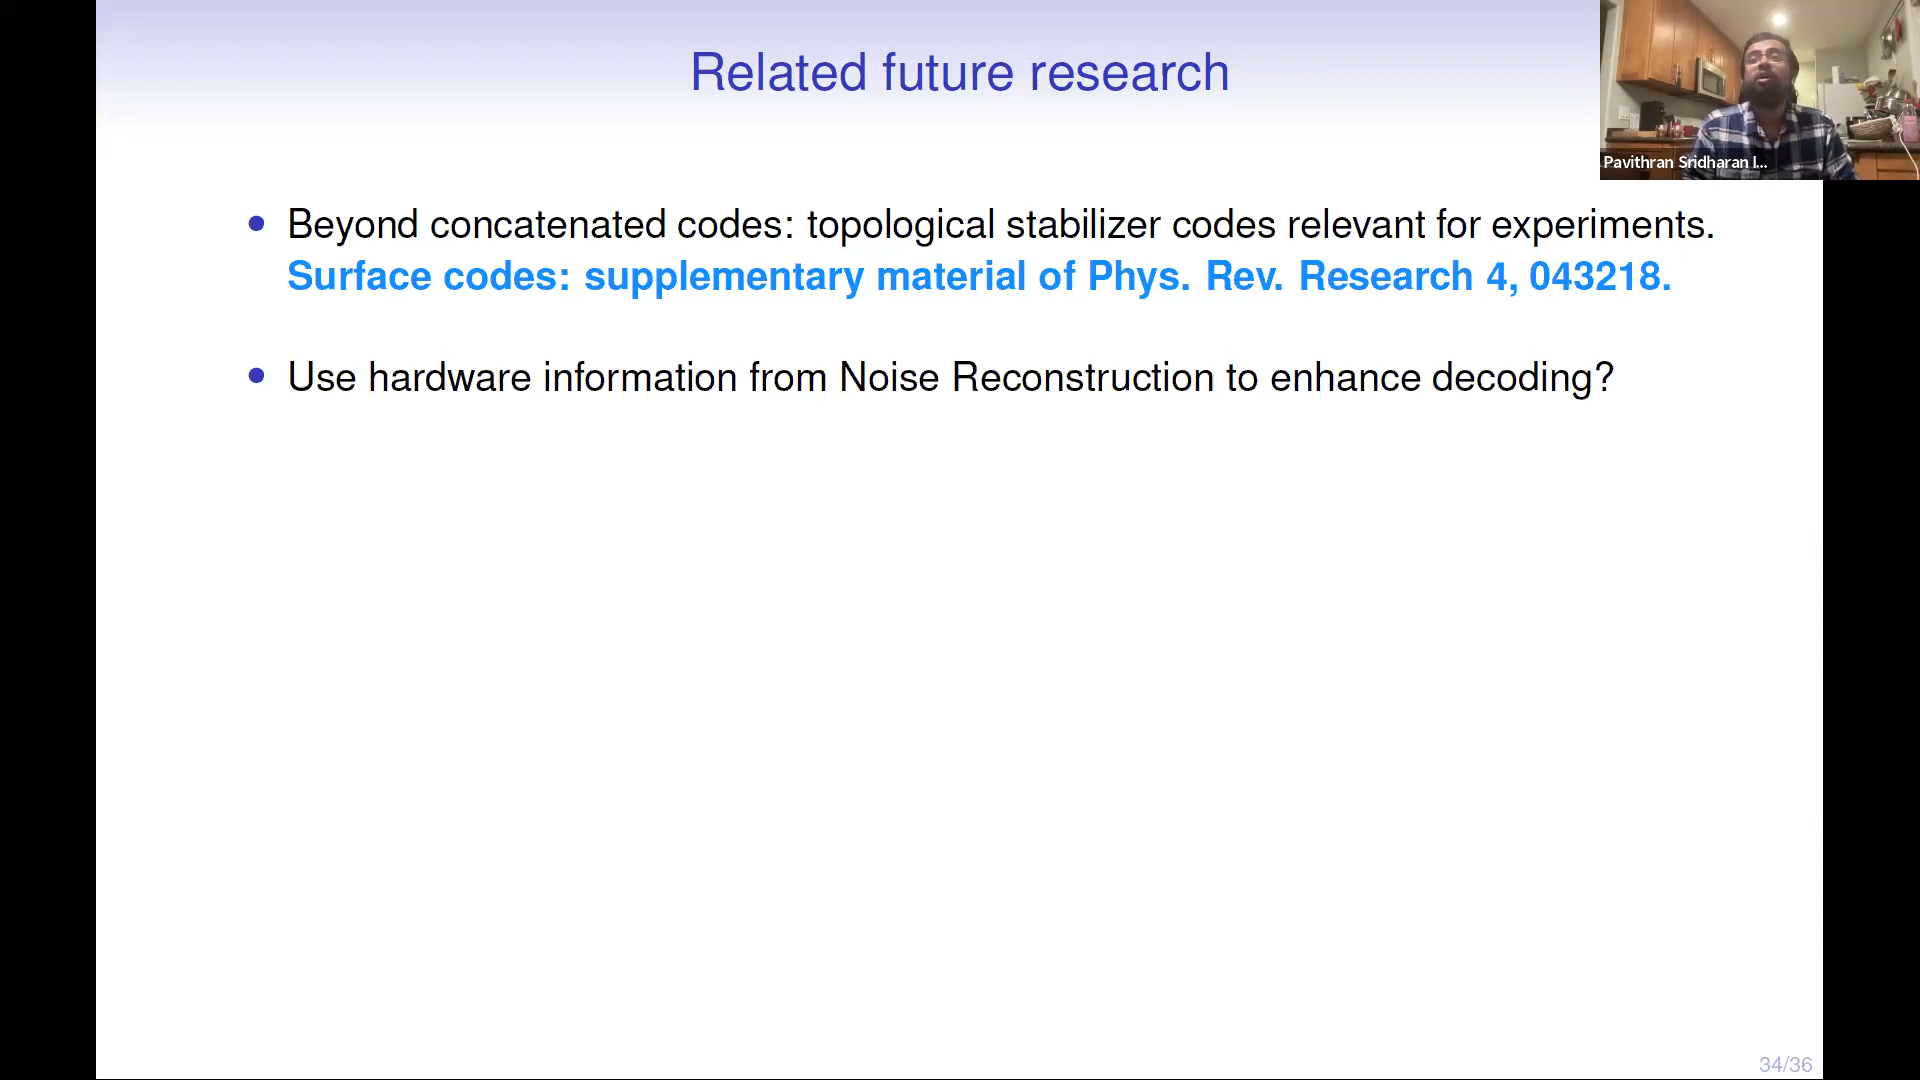 Related future research
Pavithran Sridharan I...
• Beyond concatenated codes: topological stabilizer codes relevant for experiments.
Surface codes: supplementary material of Phys. Rev. Research 4, 043218.
• Use hardware information from Noise Reconstruction to enhance decoding?
34/36